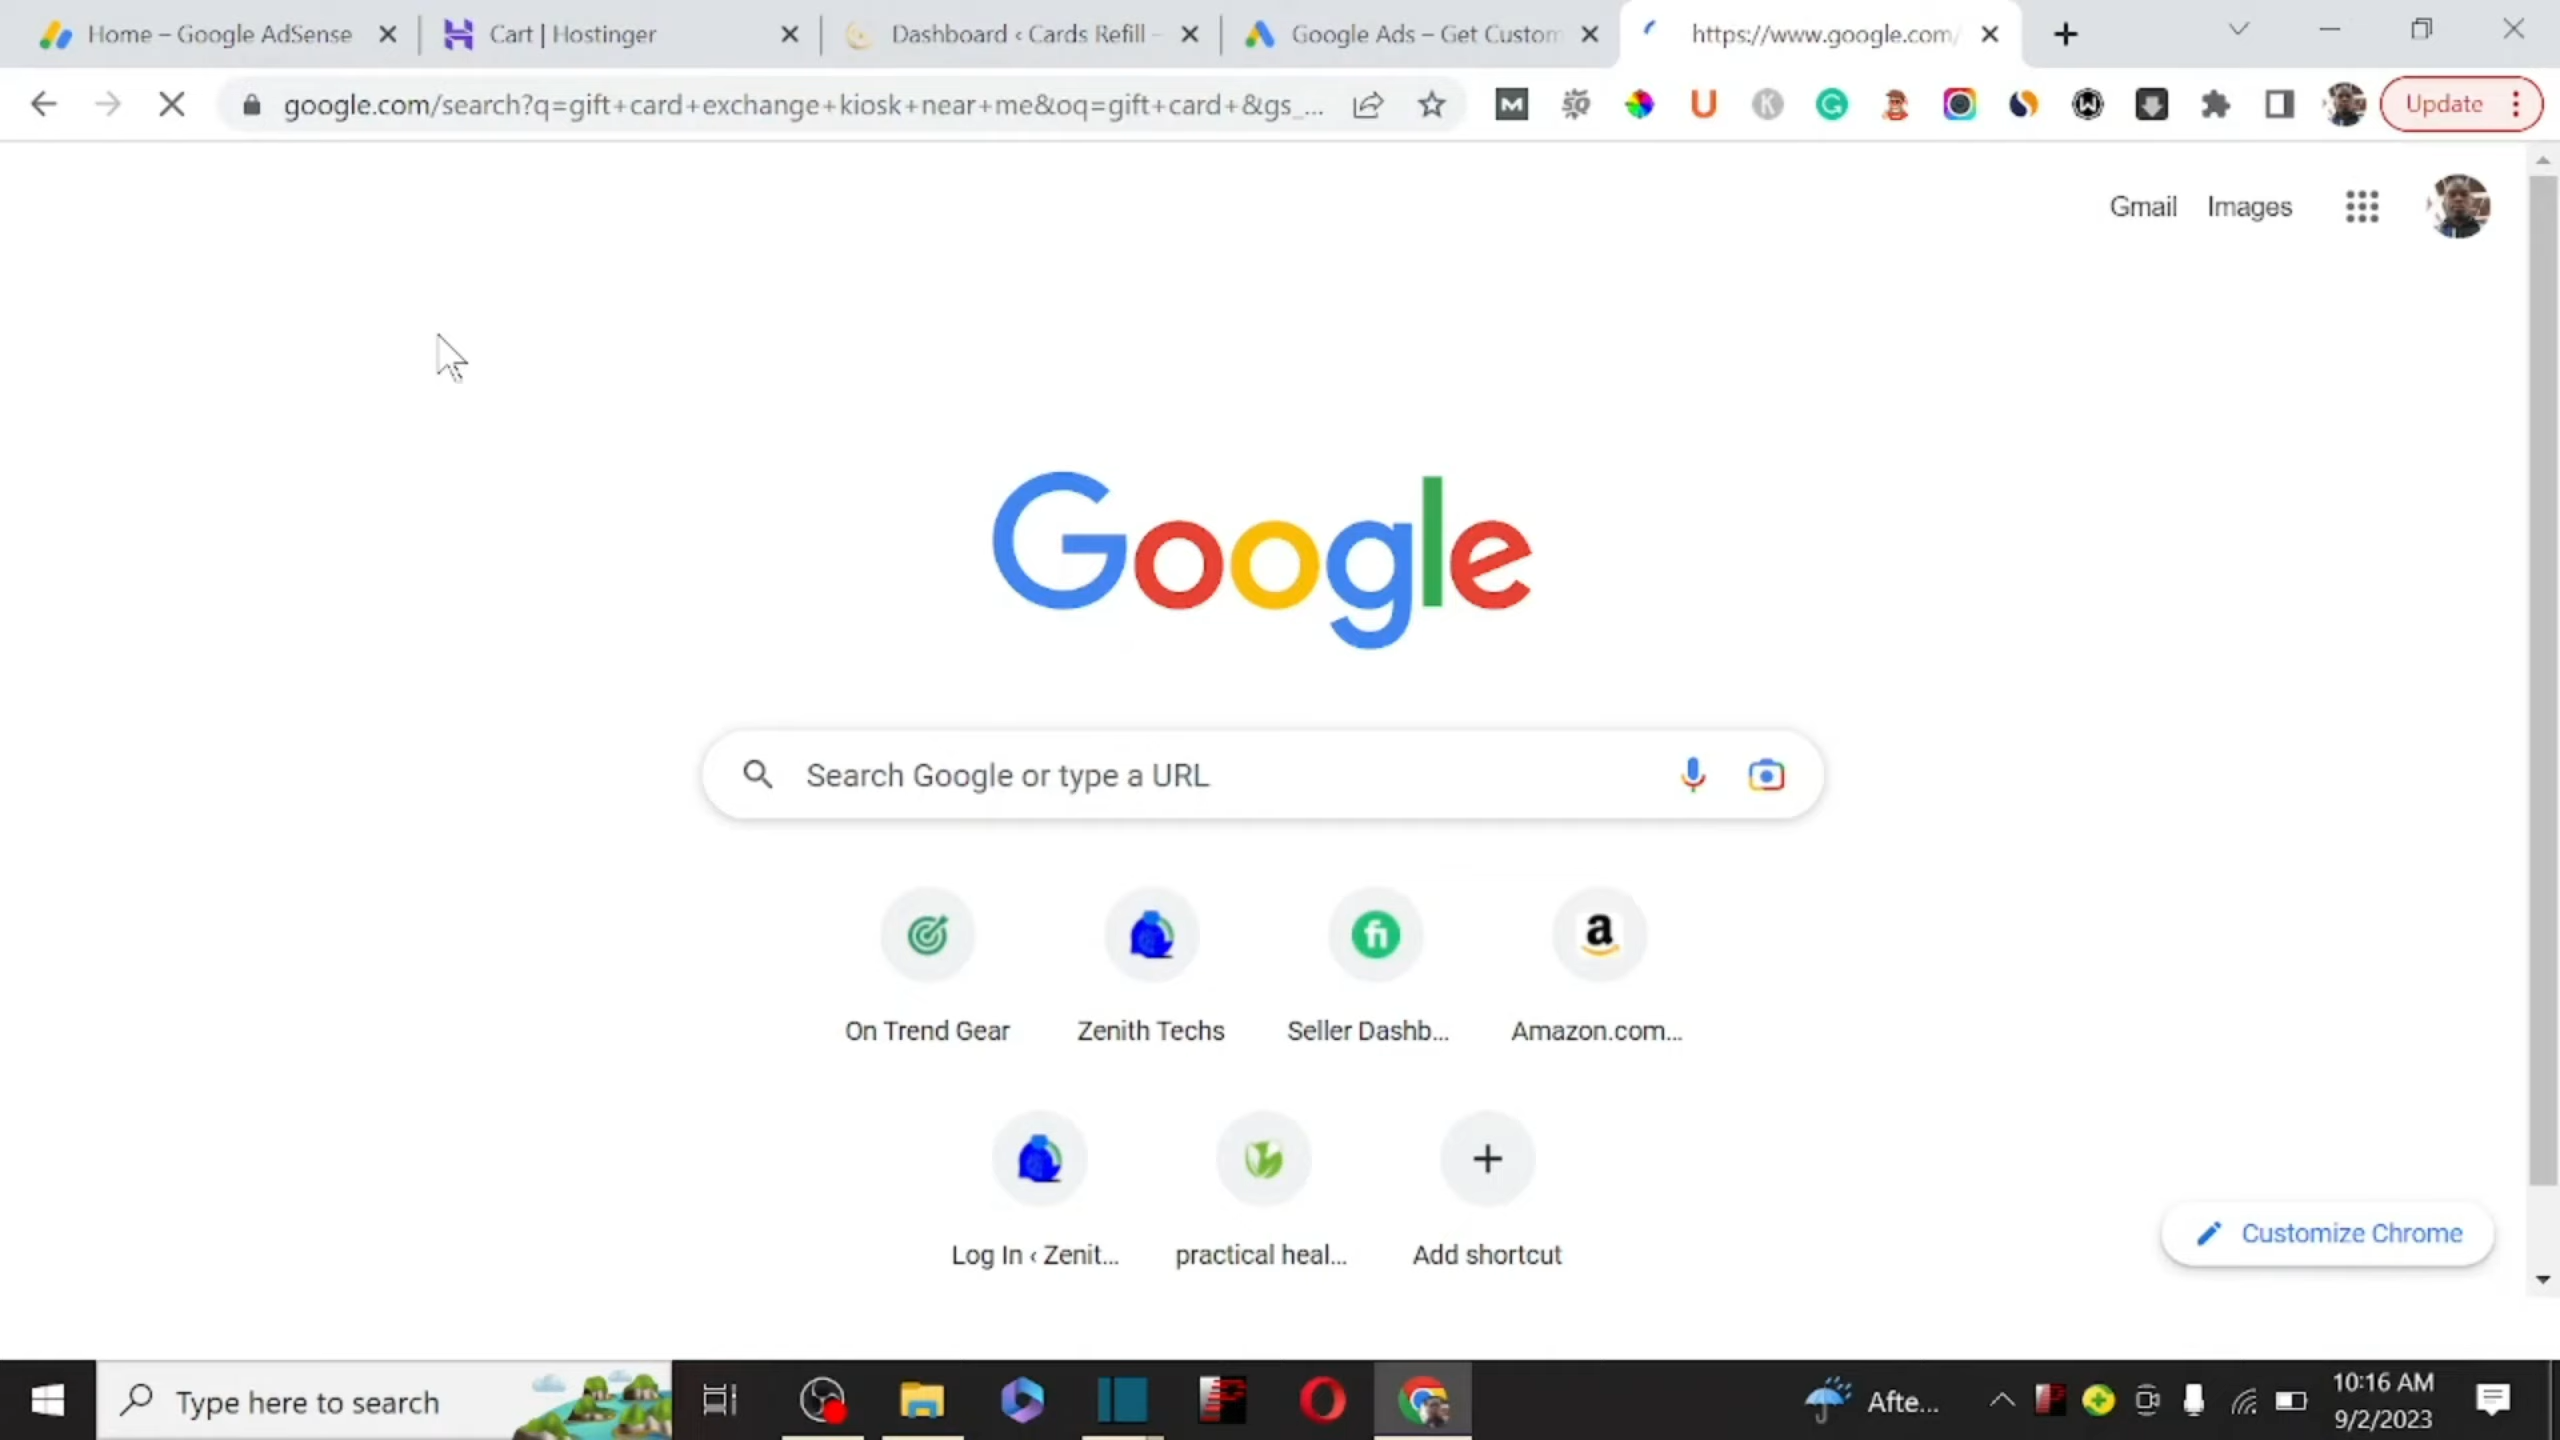 Home – Google AdSense
Cart | Hostinger
Dashboard ‹ Cards Refill –
Google Ads – Get Custom
https://www.google.com/
google.com/search?q=gift+card+exchange+kiosk+near+me&oq=gift+card+&gs_...
Update
Gmail
Images
Google
Search Google or type a URL
On Trend Gear
Zenith Techs
Seller Dashb...
Amazon.com...
Log In ‹ Zenit...
practical heal...
Add shortcut
Customize Chrome
Type here to search
Afte...
10:16 AM
9/2/2023